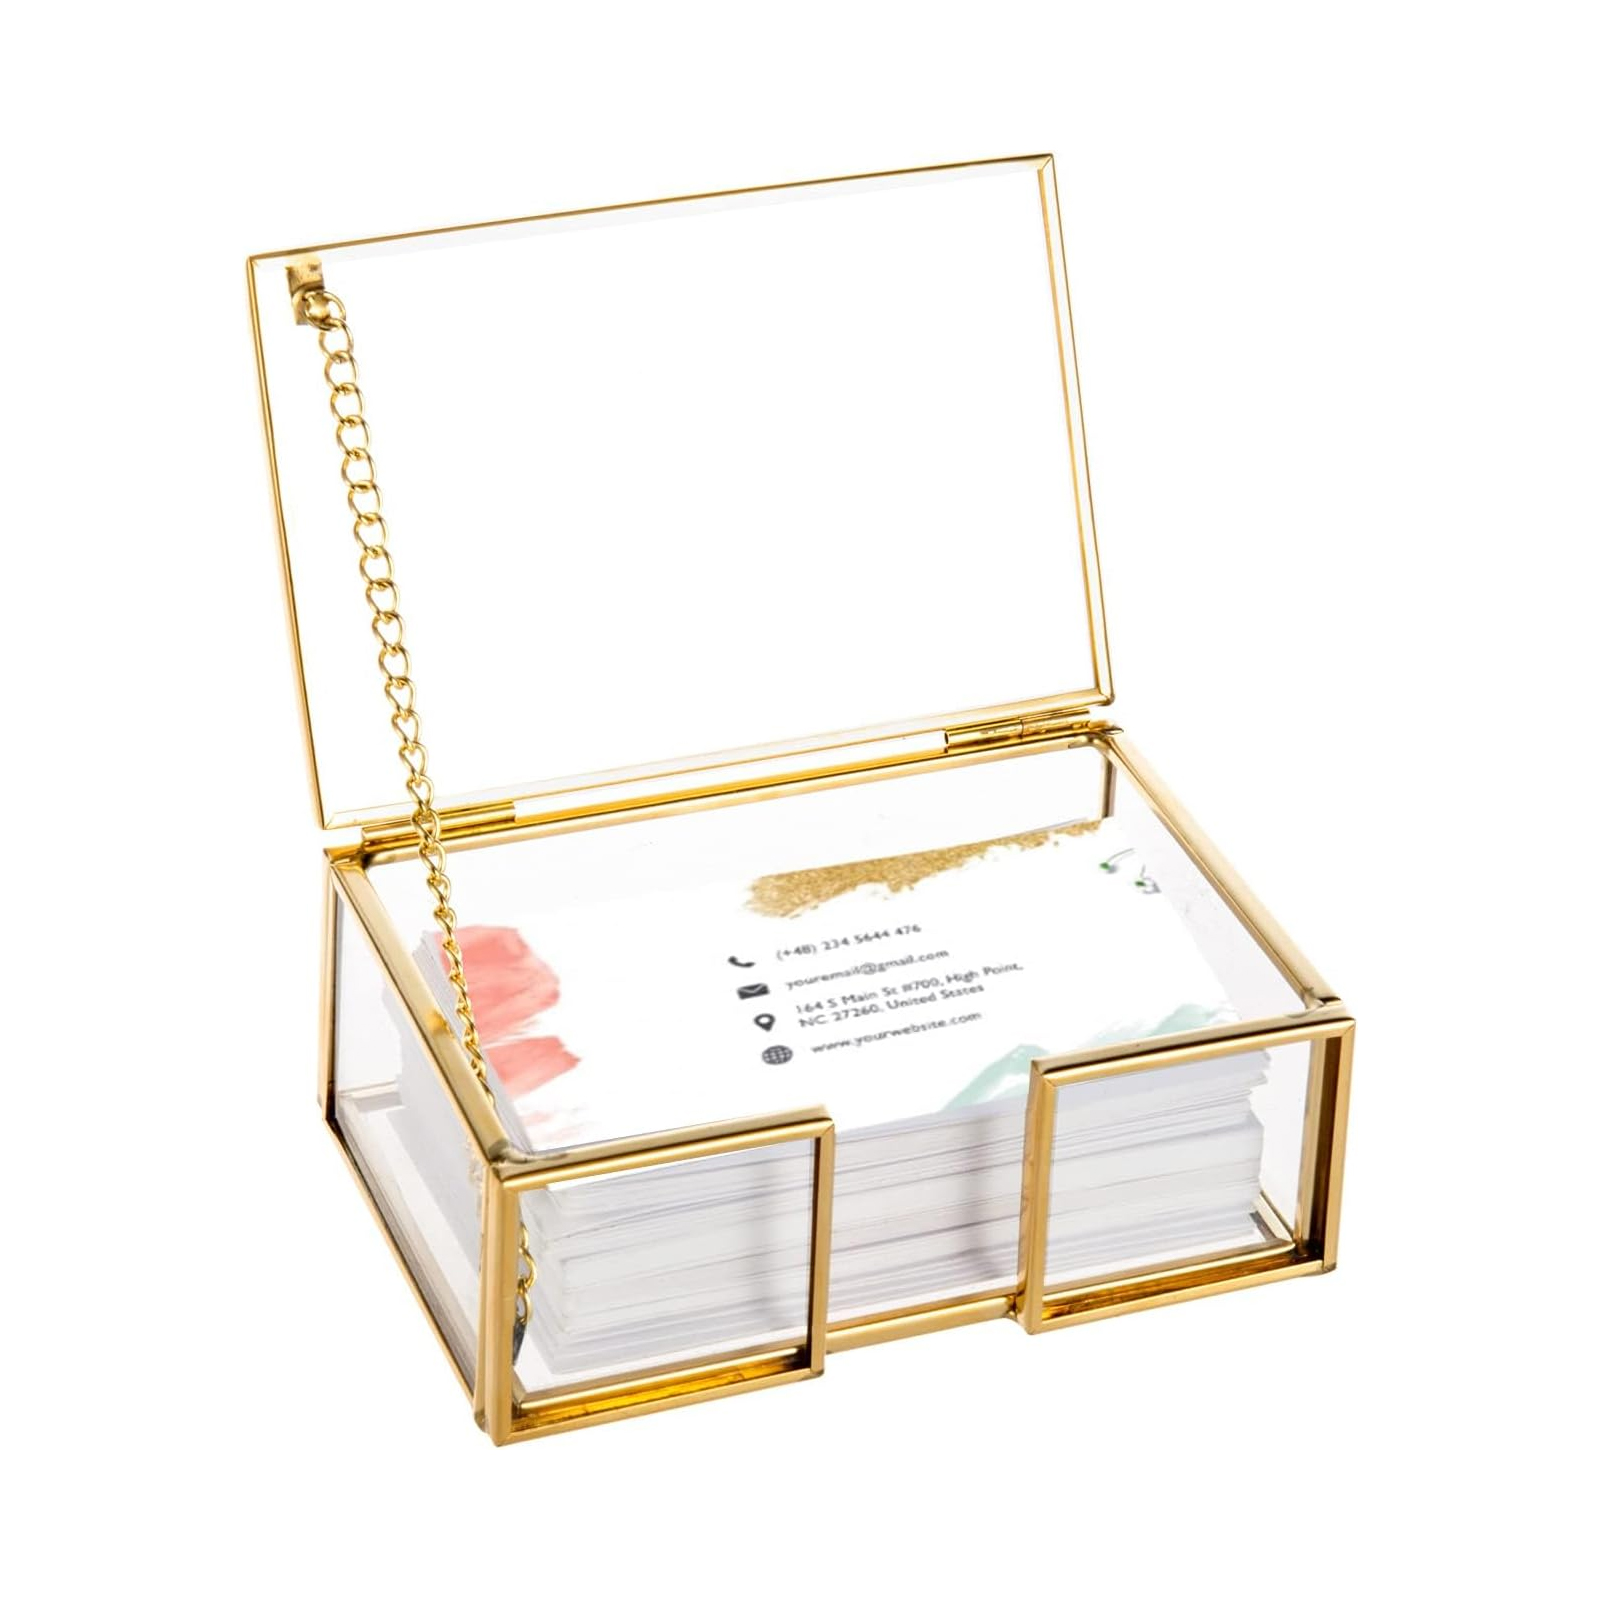 (+48) 234 5644 476
youremail@gmail.com
164 S Main St #700, High Point,
NC 27260, United States
www.yourwebsite.com